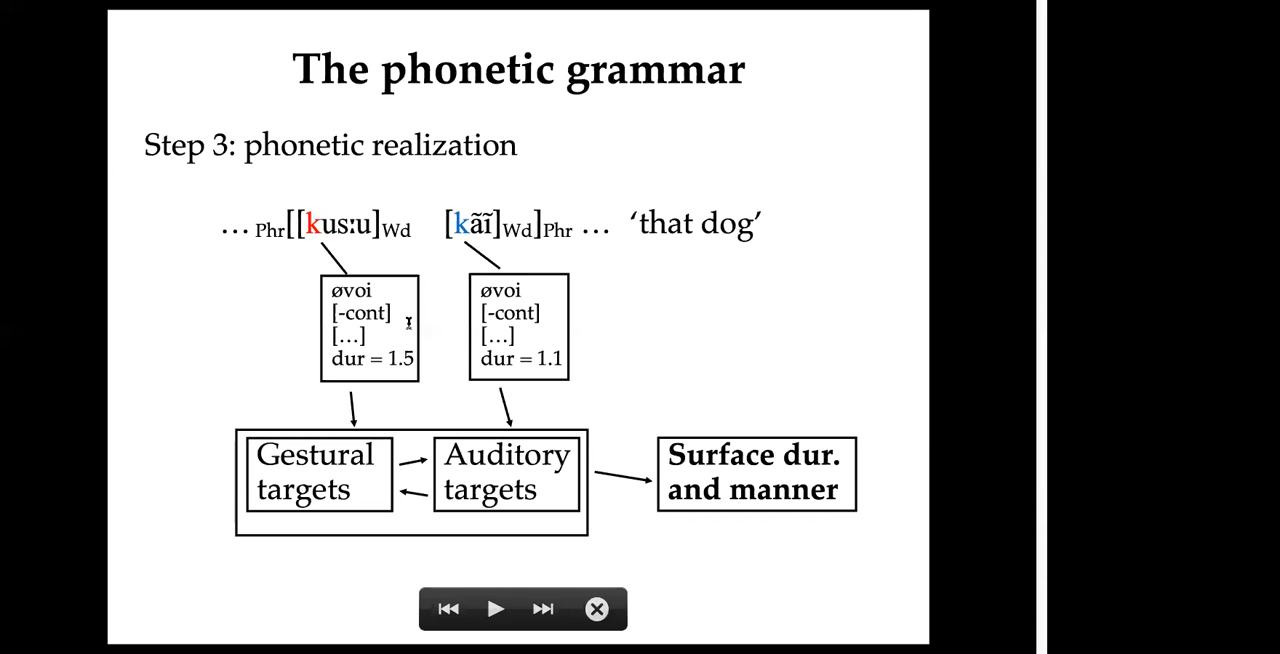 The phonetic grammar
Step 3: phonetic realization
… Phr[[kusːu]Wd [kãĩ]Wd]Phr … ‘that dog’
øvoi
[-cont]
[…]
dur = 1.5
øvoi
[-cont]
[…]
dur = 1.1
Gestural
targets
Auditory
targets
Surface dur.
and manner